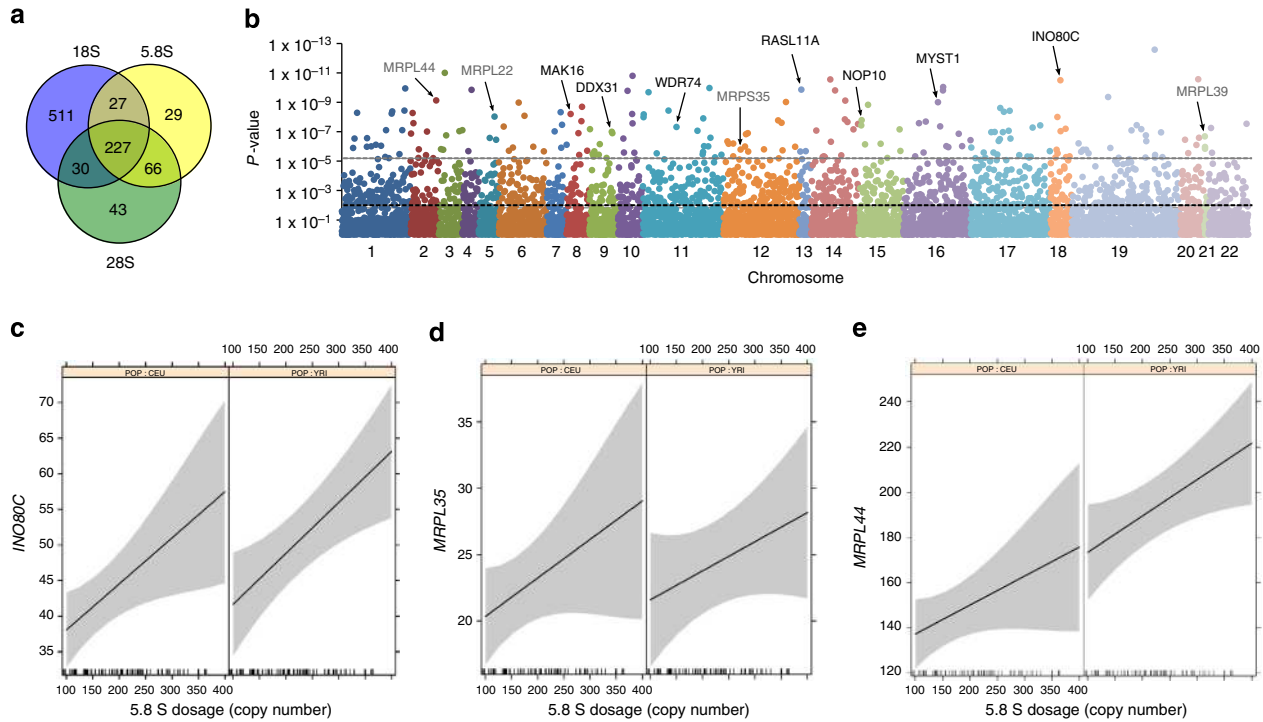 a
18S 5.8S
511
27
29
227
30
66
43
28S
b
P-value
1 x 10⁻¹³
1 x 10⁻¹¹
1 x 10⁻⁹
1 x 10⁻⁷
1 x 10⁻⁵
1 x 10⁻³
1 x 10⁻¹
MRPL44
MRPL22
MAK16
DDX31
WDR74
MRPS35
RASL11A
NOP10
MYST1
INO80C
MRPL39
1 2 3 4 5 6 7 8 9 10 11 12 13 14 15 16 17 18 19 20 21 22
Chromosome
c
100 150 200 250 300 350 400
POP : CEU POP : YRI
INO80C
70
65
60
55
50
45
40
35
100 150 200 250 300 350 400
5.8 S dosage (copy number)
d
100 150 200 250 300 350 400
POP : CEU POP : YRI
MRPL35
35
30
25
20
100 150 200 250 300 350 400
5.8 S dosage (copy number)
e
100 150 200 250 300 350 400
POP : CEU POP : YRI
MRPL44
240
220
200
180
160
140
120
100 150 200 250 300 350 400
5.8 S dosage (copy number)